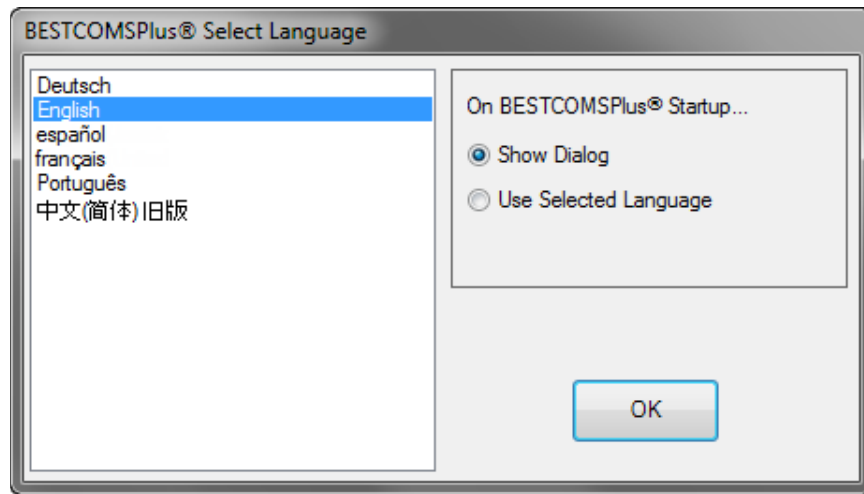 BESTCOMSPlus® Select Language
Deutsch
English
español
français
Português
中文(简体) 旧版
On BESTCOMSPlus® Startup...
Show Dialog
Use Selected Language
OK